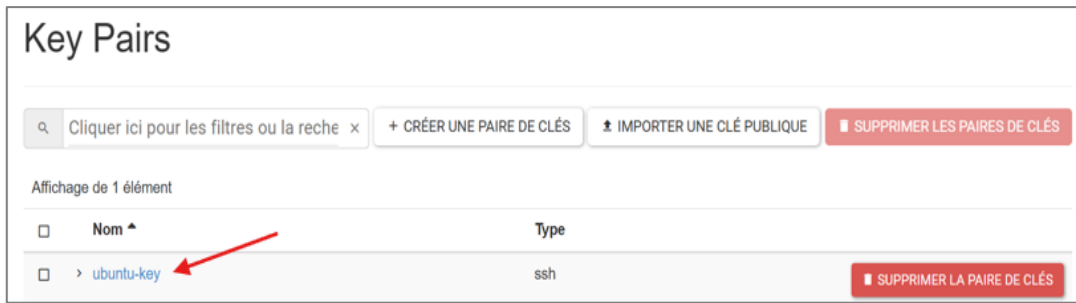 Key Pairs
Cliquer ici pour les filtres ou la reche × + CRÉER UNE PAIRE DE CLÉS IMPORTER UNE CLÉ PUBLIQUE SUPPRIMER LES PAIRES DE CLÉS
Affichage de 1 élément
Nom Type
ubuntu-key ssh SUPPRIMER LA PAIRE DE CLÉS